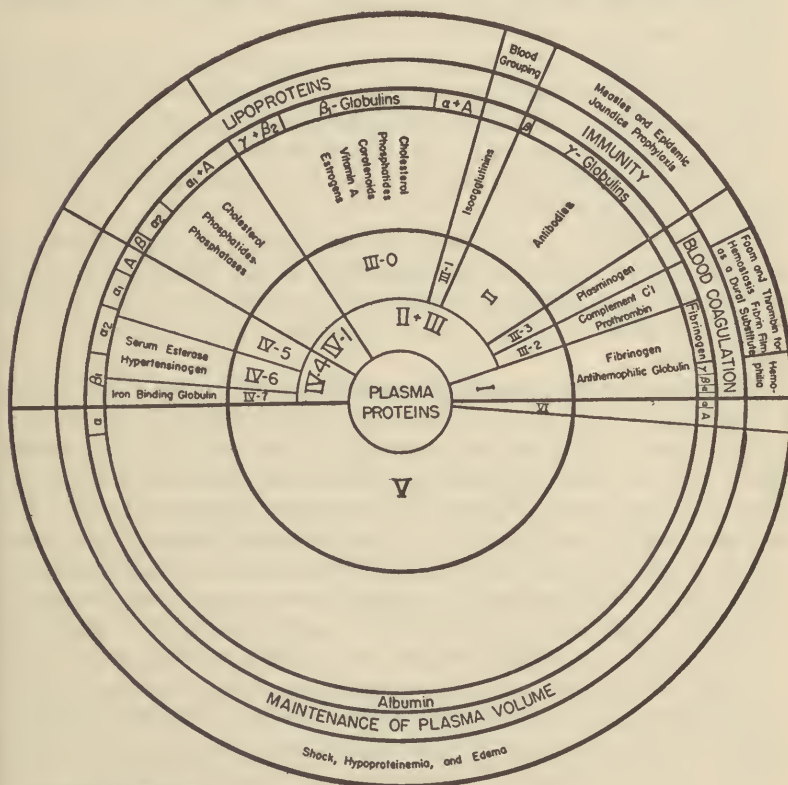 Blood
Grouping
Measles and Epidemic
Jaundice Prophylaxis
LIPOPROTEINS
IMMUNITY
BLOOD COAGULATION
Foam and Thrombin for
Hemostasis Fibrin Film
as a Dural Substitute
Hemo-
philia
α
β1
α2
α1
A
β
α2
α1 + A
γ + β2
β1 - Globulins
α + A
β
γ - Globulins
Fibrinogen
γ
β
α
α
A
Cholesterol
Phosphatides
Phosphatases
Cholesterol
Phosphatides
Carotenoids
Vitamin A
Estrogens
Isoagglutinins
Antibodies
Plasminogen
Complement C'1
Prothrombin
Fibrinogen
Antihemophilic Globulin
Serum Esterase
Hypertensinogen
Iron Binding Globulin
III-0
III-1
II
III-3
III-2
II + III
IV-1
IV-4
IV-5
IV-6
IV-7
I
VI
PLASMA
PROTEINS
V
Albumin
MAINTENANCE OF PLASMA VOLUME
Shock, Hypoproteinemia, and Edema